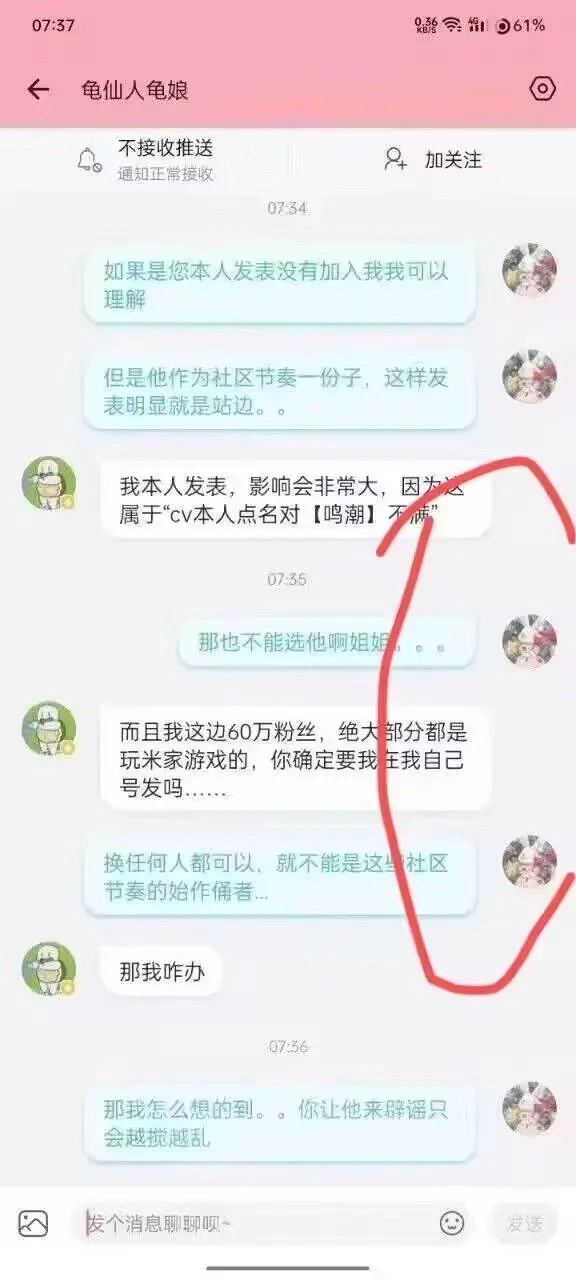 07:37
0.36 KB/S
4G
61%
龟仙人龟娘
不接收推送
通知正常接收
加关注
07:34
如果是您本人发表没有加入我我可以
理解
但是他作为社区节奏一份子，这样发
表明显就是站边。。
我本人发表，影响会非常大，因为这
属于“cv本人点名对【鸣潮】不满”
07:35
那也不能选他啊姐姐。。。
而且我这边60万粉丝，绝大部分都是
玩米家游戏的，你确定要我在我自己
号发吗……
换任何人都可以，就不能是这些社区
节奏的始作俑者...
那我咋办
07:36
那我怎么想的到。。你让他来辟谣只
会越搅越乱
发个消息聊聊呗~
发送